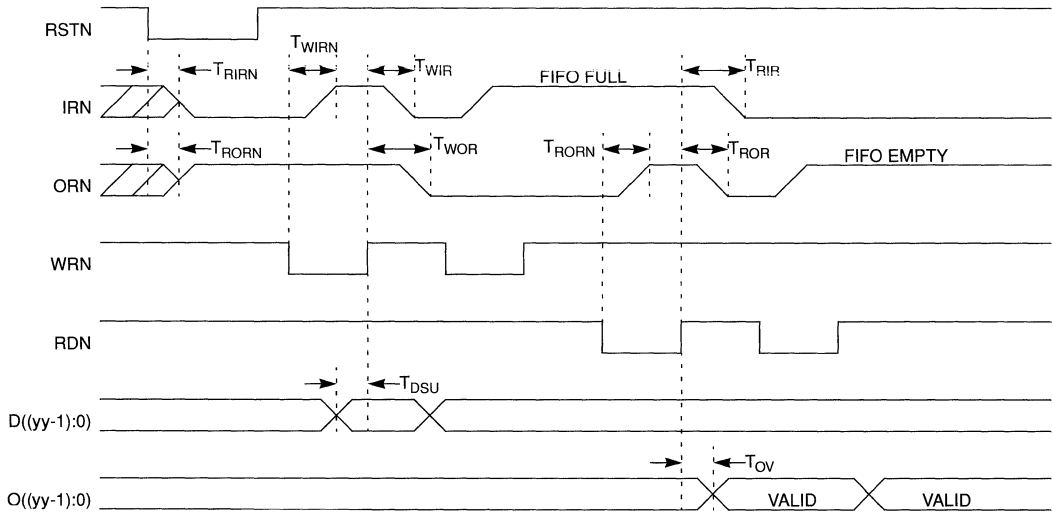 RSTN
TWIRN
TRIRN
TWIR
FIFO FULL
TRIR
IRN
TRORN
TWOR
TRORN
TROR
FIFO EMPTY
ORN
WRN
RDN
TDSU
D((yy-1):0)
TOV
O((yy-1):0)
VALID
VALID